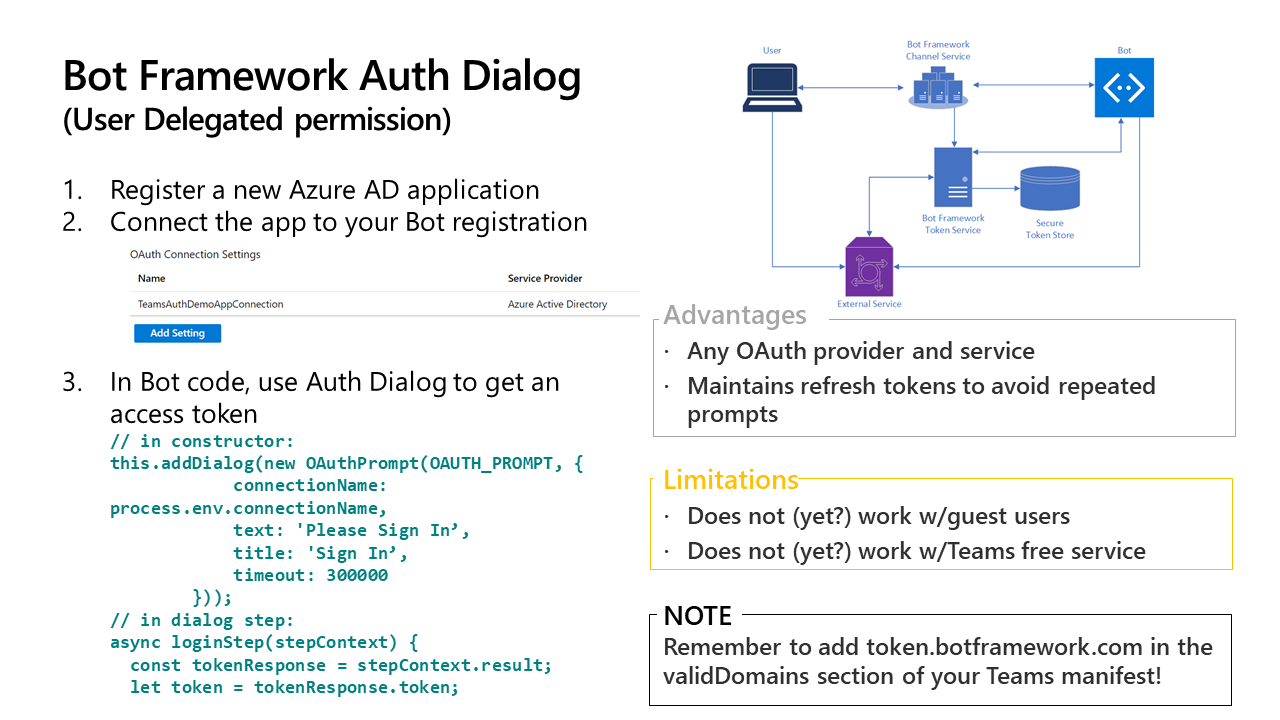 Bot Framework Auth Dialog
(User Delegated permission)
1. Register a new Azure AD application
2. Connect the app to your Bot registration
OAuth Connection Settings
Name Service Provider
TeamsAuthDemoAppConnection Azure Active Directory
Add Setting
3. In Bot code, use Auth Dialog to get an
access token
// in constructor:
this.addDialog(new OAuthPrompt(OAUTH_PROMPT, {
connectionName:
process.env.connectionName,
text: 'Please Sign In’,
title: 'Sign In’,
timeout: 300000
}));
// in dialog step:
async loginStep(stepContext) {
const tokenResponse = stepContext.result;
let token = tokenResponse.token;
User
Bot Framework
Channel Service
Bot
Bot Framework
Token Service
Secure
Token Store
External Service
Advantages
· Any OAuth provider and service
· Maintains refresh tokens to avoid repeated
prompts
Limitations
· Does not (yet?) work w/guest users
· Does not (yet?) work w/Teams free service
NOTE
Remember to add token.botframework.com in the
validDomains section of your Teams manifest!